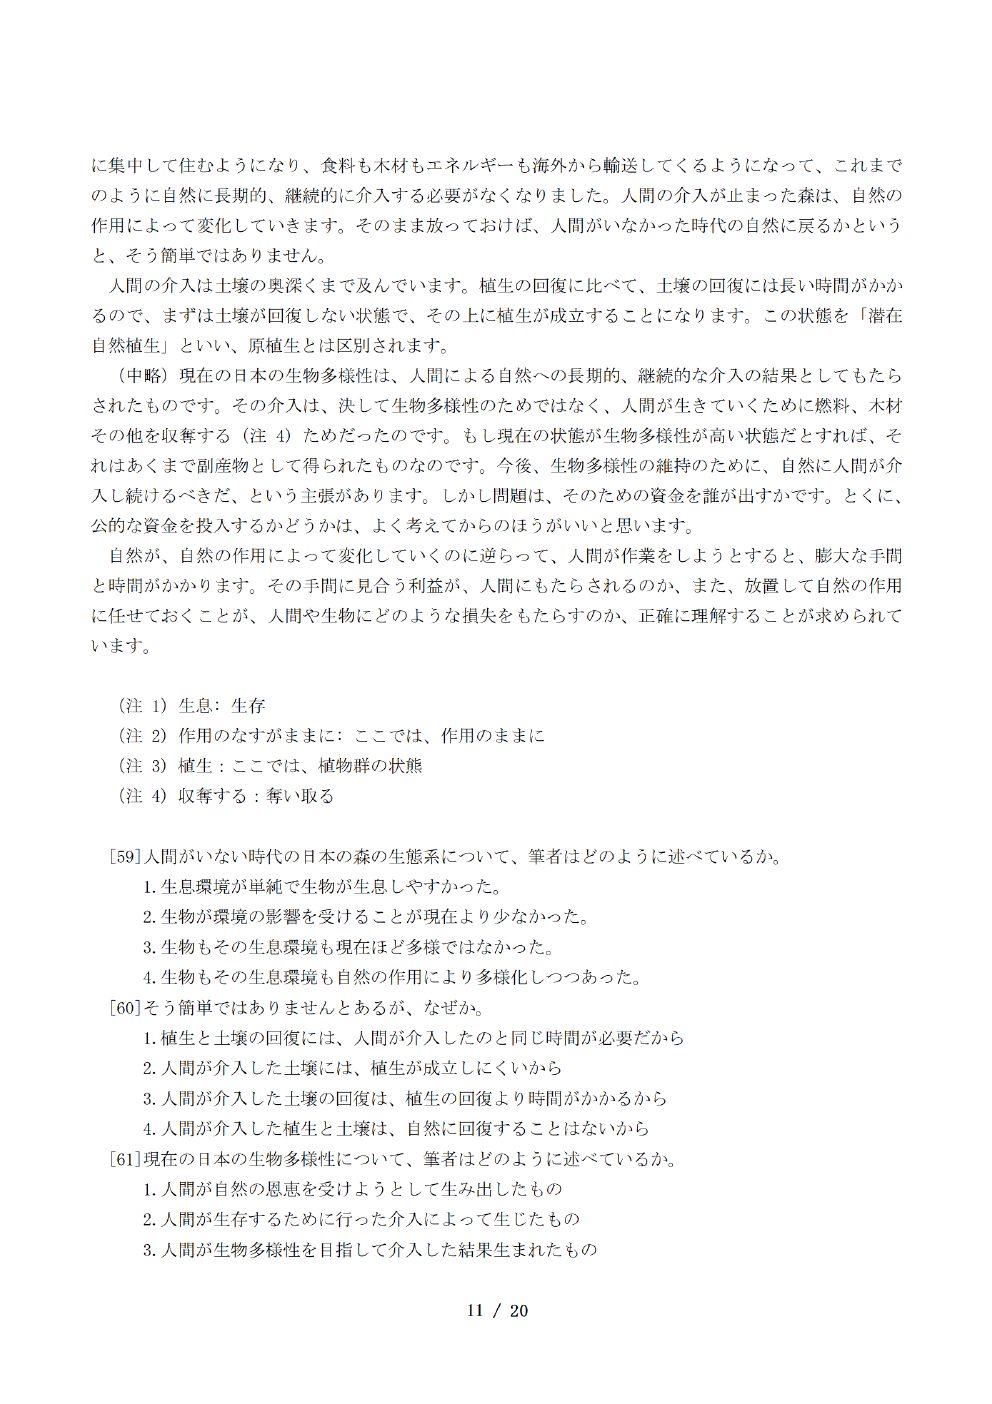 に集中して住むようになり、食料も木材もエネルギーも海外から輸送してくるようになって、これまで
のように自然に長期的、継続的に介入する必要がなくなりました。人間の介入が止まった森は、自然の
作用によって変化していきます。そのまま放っておけば、人間がいなかった時代の自然に戻るかという
と、そう簡単ではありません。
人間の介入は土壌の奥深くまで及んでいます。植生の回復に比べて、土壌の回復には長い時間がかか
るので、まずは土壌が回復しない状態で、その上に植生が成立することになります。この状態を「潜在
自然植生」といい、原植生とは区別されます。
（中略）現在の日本の生物多様性は、人間による自然への長期的、継続的な介入の結果としてもたら
されたものです。その介入は、決して生物多様性のためではなく、人間が生きていくために燃料、木材
その他を収奪する（注 4）ためだったのです。もし現在の状態が生物多様性が高い状態だとすれば、そ
れはあくまで副産物として得られたものなのです。今後、生物多様性の維持のために、自然に人間が介
入し続けるべきだ、という主張があります。しかし問題は、そのための資金を誰が出すかです。とくに、
公的な資金を投入するかどうかは、よく考えてからのほうがいいと思います。
自然が、自然の作用によって変化していくのに逆らって、人間が作業をしようとすると、膨大な手間
と時間がかかります。その手間に見合う利益が、人間にもたらされるのか、また、放置して自然の作用
に任せておくことが、人間や生物にどのような損失をもたらすのか、正確に理解することが求められて
います。
（注 1）生息: 生存
（注 2）作用のなすがままに: ここでは、作用のままに
（注 3）植生：ここでは、植物群の状態
（注 4）収奪する：奪い取る
[59]人間がいない時代の日本の森の生態系について、筆者はどのように述べているか。
1.生息環境が単純で生物が生息しやすかった。
2.生物が環境の影響を受けることが現在より少なかった。
3.生物もその生息環境も現在ほど多様ではなかった。
4.生物もその生息環境も自然の作用により多様化しつつあった。
[60]そう簡単ではありませんとあるが、なぜか。
1.植生と土壌の回復には、人間が介入したのと同じ時間が必要だから
2.人間が介入した土壌には、植生が成立しにくいから
3.人間が介入した土壌の回復は、植生の回復より時間がかかるから
4.人間が介入した植生と土壌は、自然に回復することはないから
[61]現在の日本の生物多様性について、筆者はどのように述べているか。
1.人間が自然の恩恵を受けようとして生み出したもの
2.人間が生存するために行った介入によって生じたもの
3.人間が生物多様性を目指して介入した結果生まれたもの
11 / 20